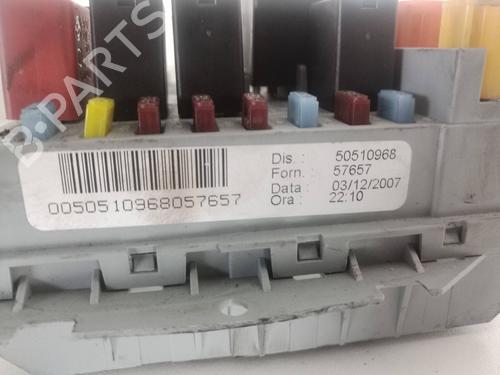 B-PARTS
Dis. : 50510968
Forn. : 57657
Data : 03/12/2007
Ora : 22:10
0050510968057657